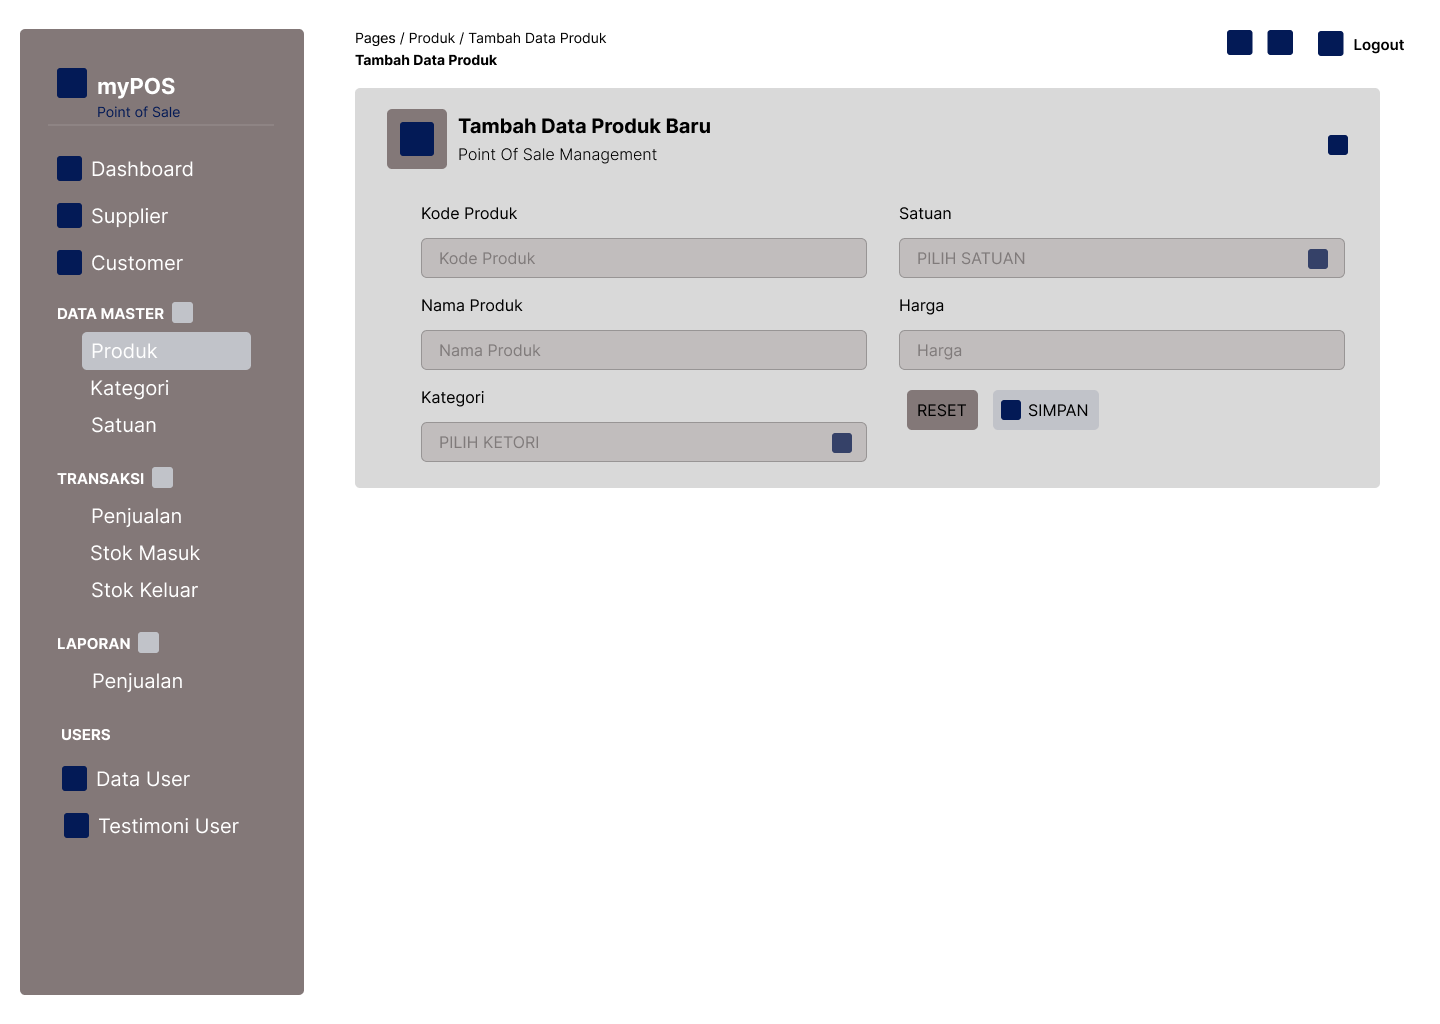 myPOS
Point of Sale
Dashboard
Supplier
Customer
DATA MASTER
Produk
Kategori
Satuan
TRANSAKSI
Penjualan
Stok Masuk
Stok Keluar
LAPORAN
Penjualan
USERS
Data User
Testimoni User
Pages / Produk / Tambah Data Produk
Tambah Data Produk
Logout
Tambah Data Produk Baru
Point Of Sale Management
Kode Produk
Kode Produk
Nama Produk
Nama Produk
Kategori
PILIH KETORI
Satuan
PILIH SATUAN
Harga
Harga
RESET
SIMPAN